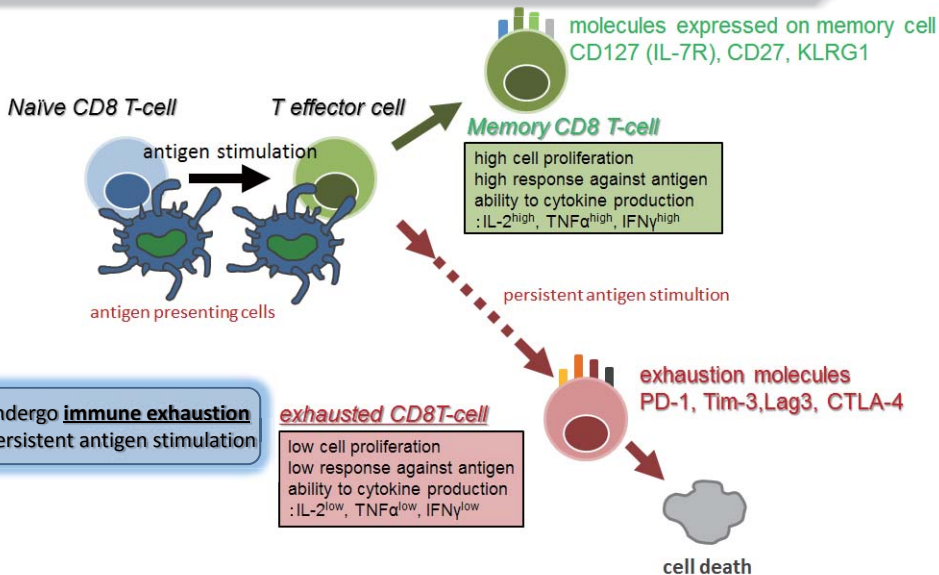 molecules expressed on memory cell
CD127 (IL-7R), CD27, KLRG1
Naïve CD8 T-cell
T effector cell
antigen stimulation
Memory CD8 T-cell
high cell proliferation
high response against antigen
ability to cytokine production
:IL-2high, TNFαhigh, IFNγhigh
antigen presenting cells
persistent antigen stimultion
exhaustion molecules
PD-1, Tim-3,Lag3, CTLA-4
ndergo immune exhaustion
ersistent antigen stimulation
exhausted CD8T-cell
low cell proliferation
low response against antigen
ability to cytokine production
:IL-2low, TNFαlow, IFNγlow
cell death